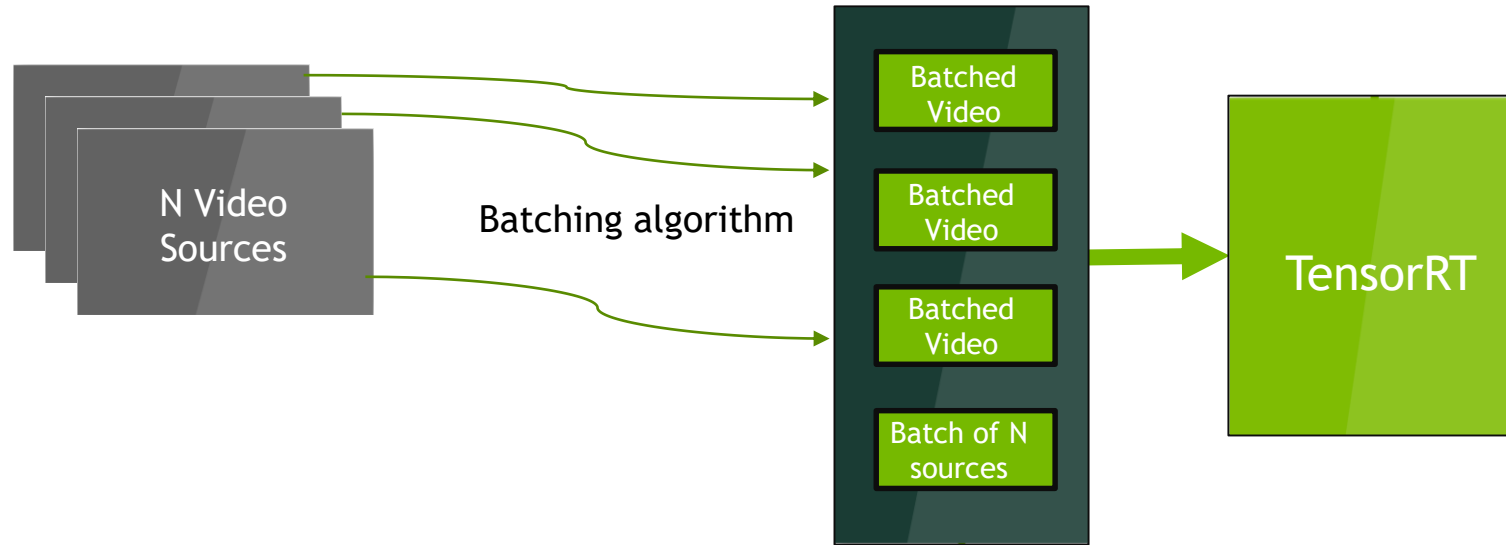 N Video
Sources
Batching algorithm
Batched
Video
Batched
Video
Batched
Video
Batch of N
sources
TensorRT